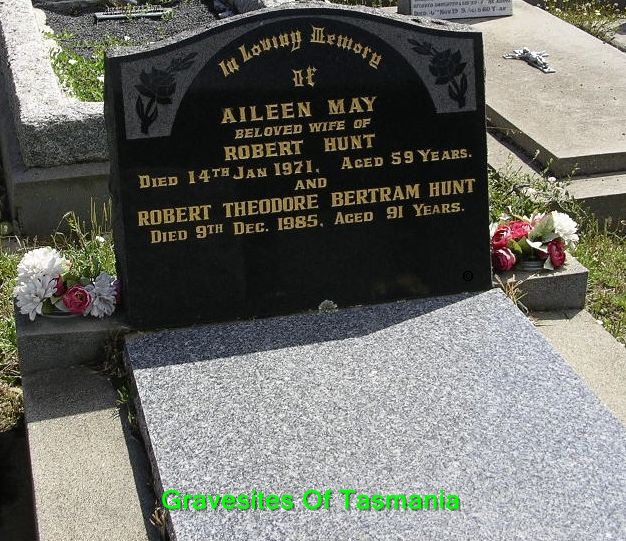 In Loving Memory
of
AILEEN MAY
BELOVED WIFE OF
ROBERT HUNT
DIED 14TH JAN 1971, AGED 59 YEARS.
AND
ROBERT THEODORE BERTRAM HUNT
DIED 9TH DEC. 1985, AGED 91 YEARS.
Gravesites Of Tasmania